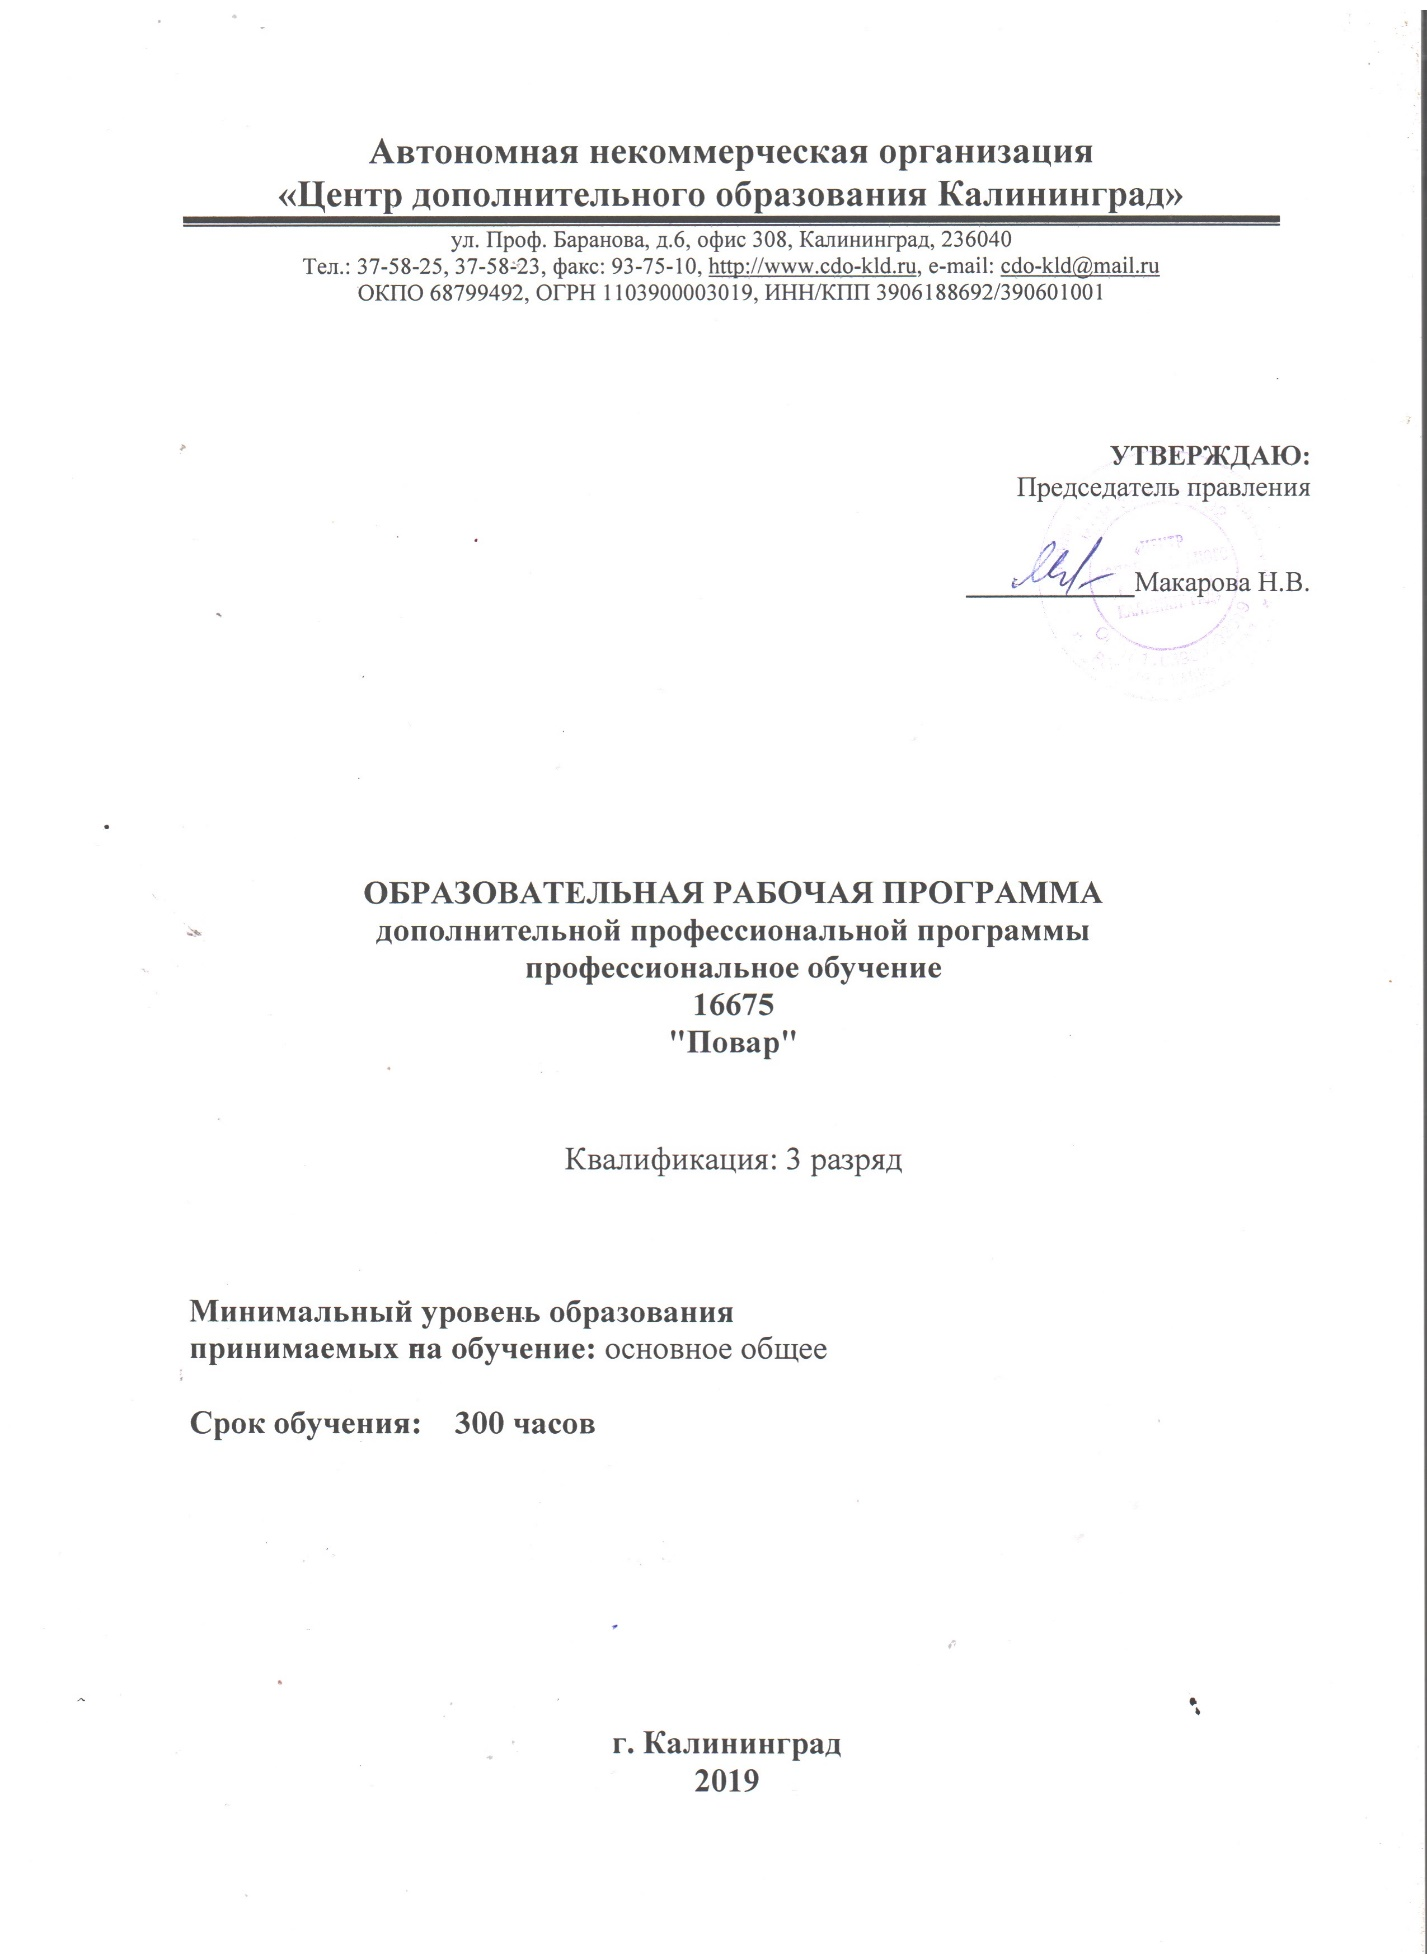 Автономная некоммерческая организация
«Центр дополнительного образования Калининград»
ул. Проф. Баранова, д.6, офис 308, Калининград, 236040
Тел.: 37-58-25, 37-58-23, факс: 93-75-10, http://www.cdo-kld.ru, e-mail: cdo-kld@mail.ru
ОКПО 68799492, ОГРН 1103900003019, ИНН/КПП 3906188692/390601001
УТВЕРЖДАЮ:
Председатель правления
Макарова Н.В.
ОБРАЗОВАТЕЛЬНАЯ РАБОЧАЯ ПРОГРАММА
дополнительной профессиональной программы
профессиональное обучение
16675
"Повар"
Квалификация: 3 разряд
Минимальный уровень образования
принимаемых на обучение: основное общее
Срок обучения: 300 часов
г. Калининград
2019